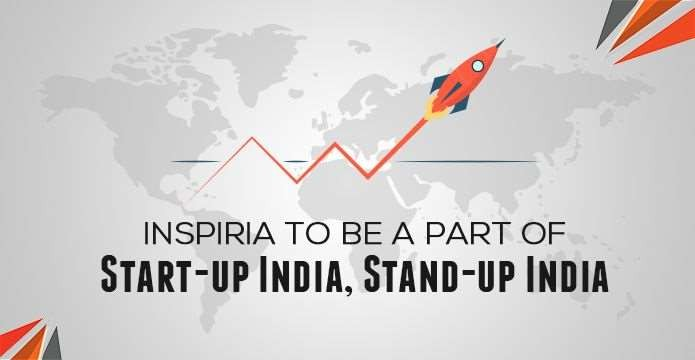 INSPIRIA TO BE A PART OF
START-UP INDIA, STAND-UP INDIA